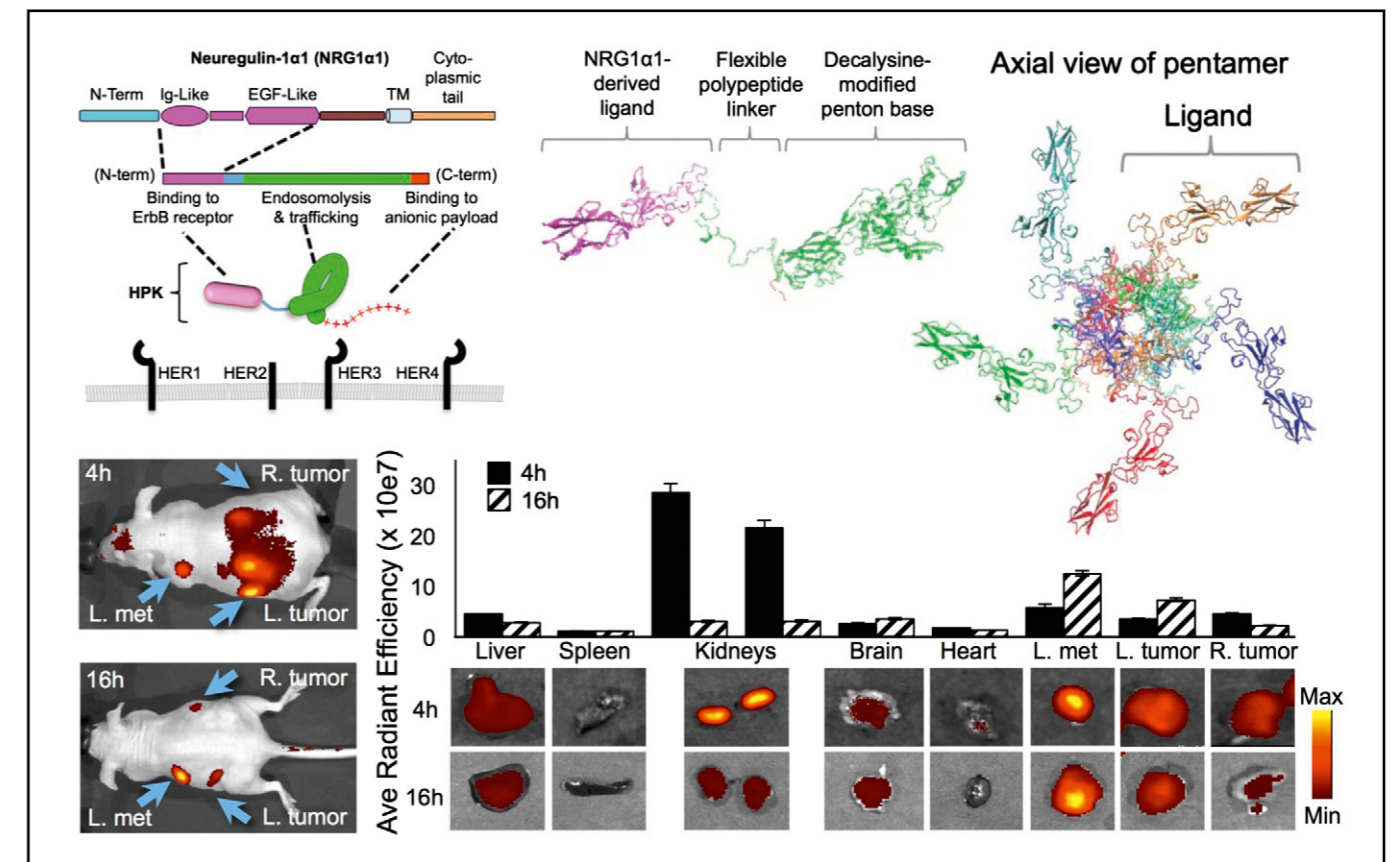 Neuregulin-1α1 (NRG1α1)
Cyto-
plasmic
tail
N-Term
Ig-Like
EGF-Like
TM
(N-term)
(C-term)
Binding to
ErbB receptor
Endosomolysis
& trafficking
Binding to
anionic payload
HPK
HER1
HER2
HER3
HER4
NRG1α1-
derived
ligand
Flexible
polypeptide
linker
Decalysine-
modified
penton base
Axial view of pentamer
Ligand
4h
R. tumor
L. met
L. tumor
16h
R. tumor
L. met
L. tumor
Ave Radiant Efficiency (x 10e7)
30
20
10
0
4h
16h
Liver
Spleen
Kidneys
Brain
Heart
L. met
L. tumor
R. tumor
4h
16h
Max
Min